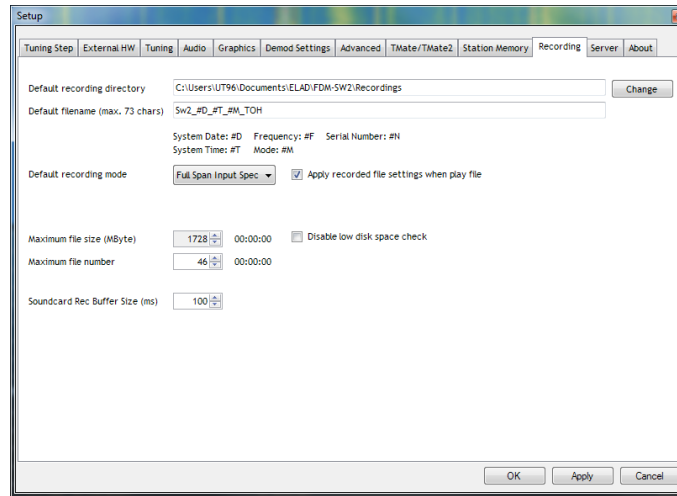 Setup
Tuning Step External HW Tuning Audio Graphics Demod Settings Advanced TMate/TMate2 Station Memory Recording Server About
Default recording directory C:\Users\UT96\Documents\ELAD\FDM-SW2\Recordings Change
Default filename (max. 73 chars) Sw2_#D_#T_#M_TOH
System Date: #D Frequency: #F Serial Number: #N
System Time: #T Mode: #M
Default recording mode Full Span Input Spec Apply recorded file settings when play file
Maximum file size (MByte) 1728 00:00:00 Disable low disk space check
Maximum file number 46 00:00:00
Soundcard Rec Buffer Size (ms) 100
OK Apply Cancel